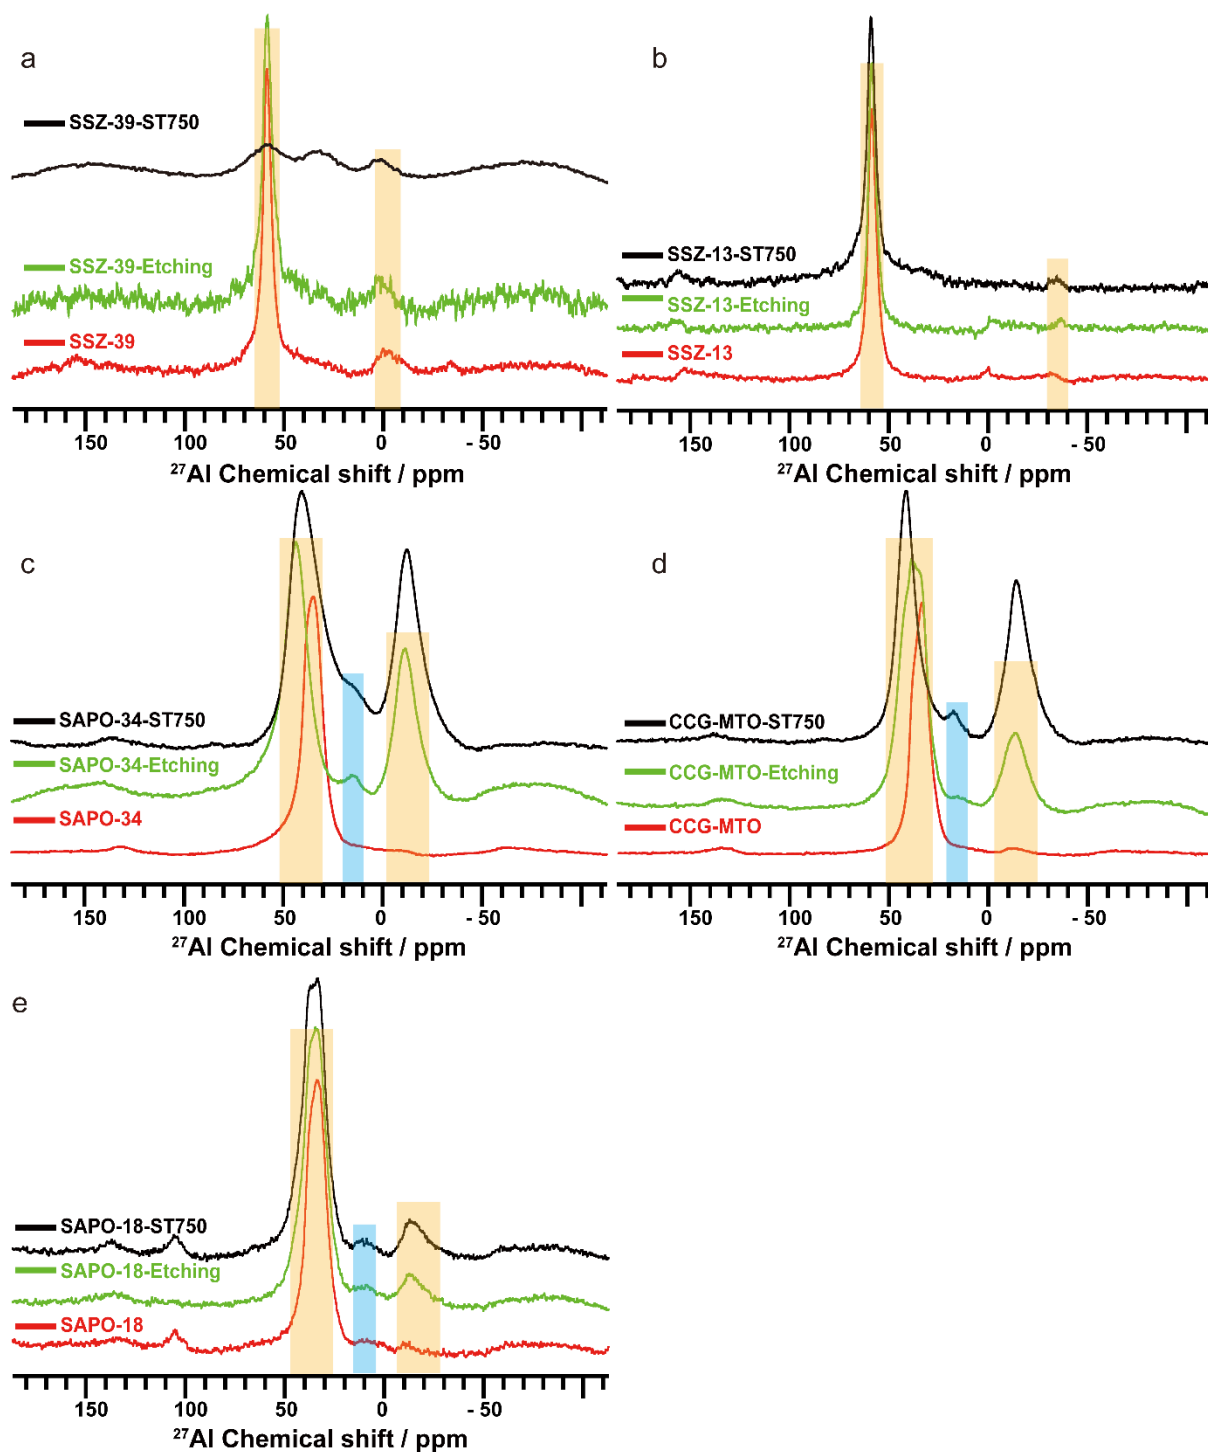 a
SSZ-39-ST750
SSZ-39-Etching
SSZ-39
150 100 50 0 - 50
27Al Chemical shift / ppm
b
SSZ-13-ST750
SSZ-13-Etching
SSZ-13
150 100 50 0 - 50
27Al Chemical shift / ppm
c
SAPO-34-ST750
SAPO-34-Etching
SAPO-34
150 100 50 0 - 50
27Al Chemical shift / ppm
d
CCG-MTO-ST750
CCG-MTO-Etching
CCG-MTO
150 100 50 0 - 50
27Al Chemical shift / ppm
e
SAPO-18-ST750
SAPO-18-Etching
SAPO-18
150 100 50 0 - 50
27Al Chemical shift / ppm